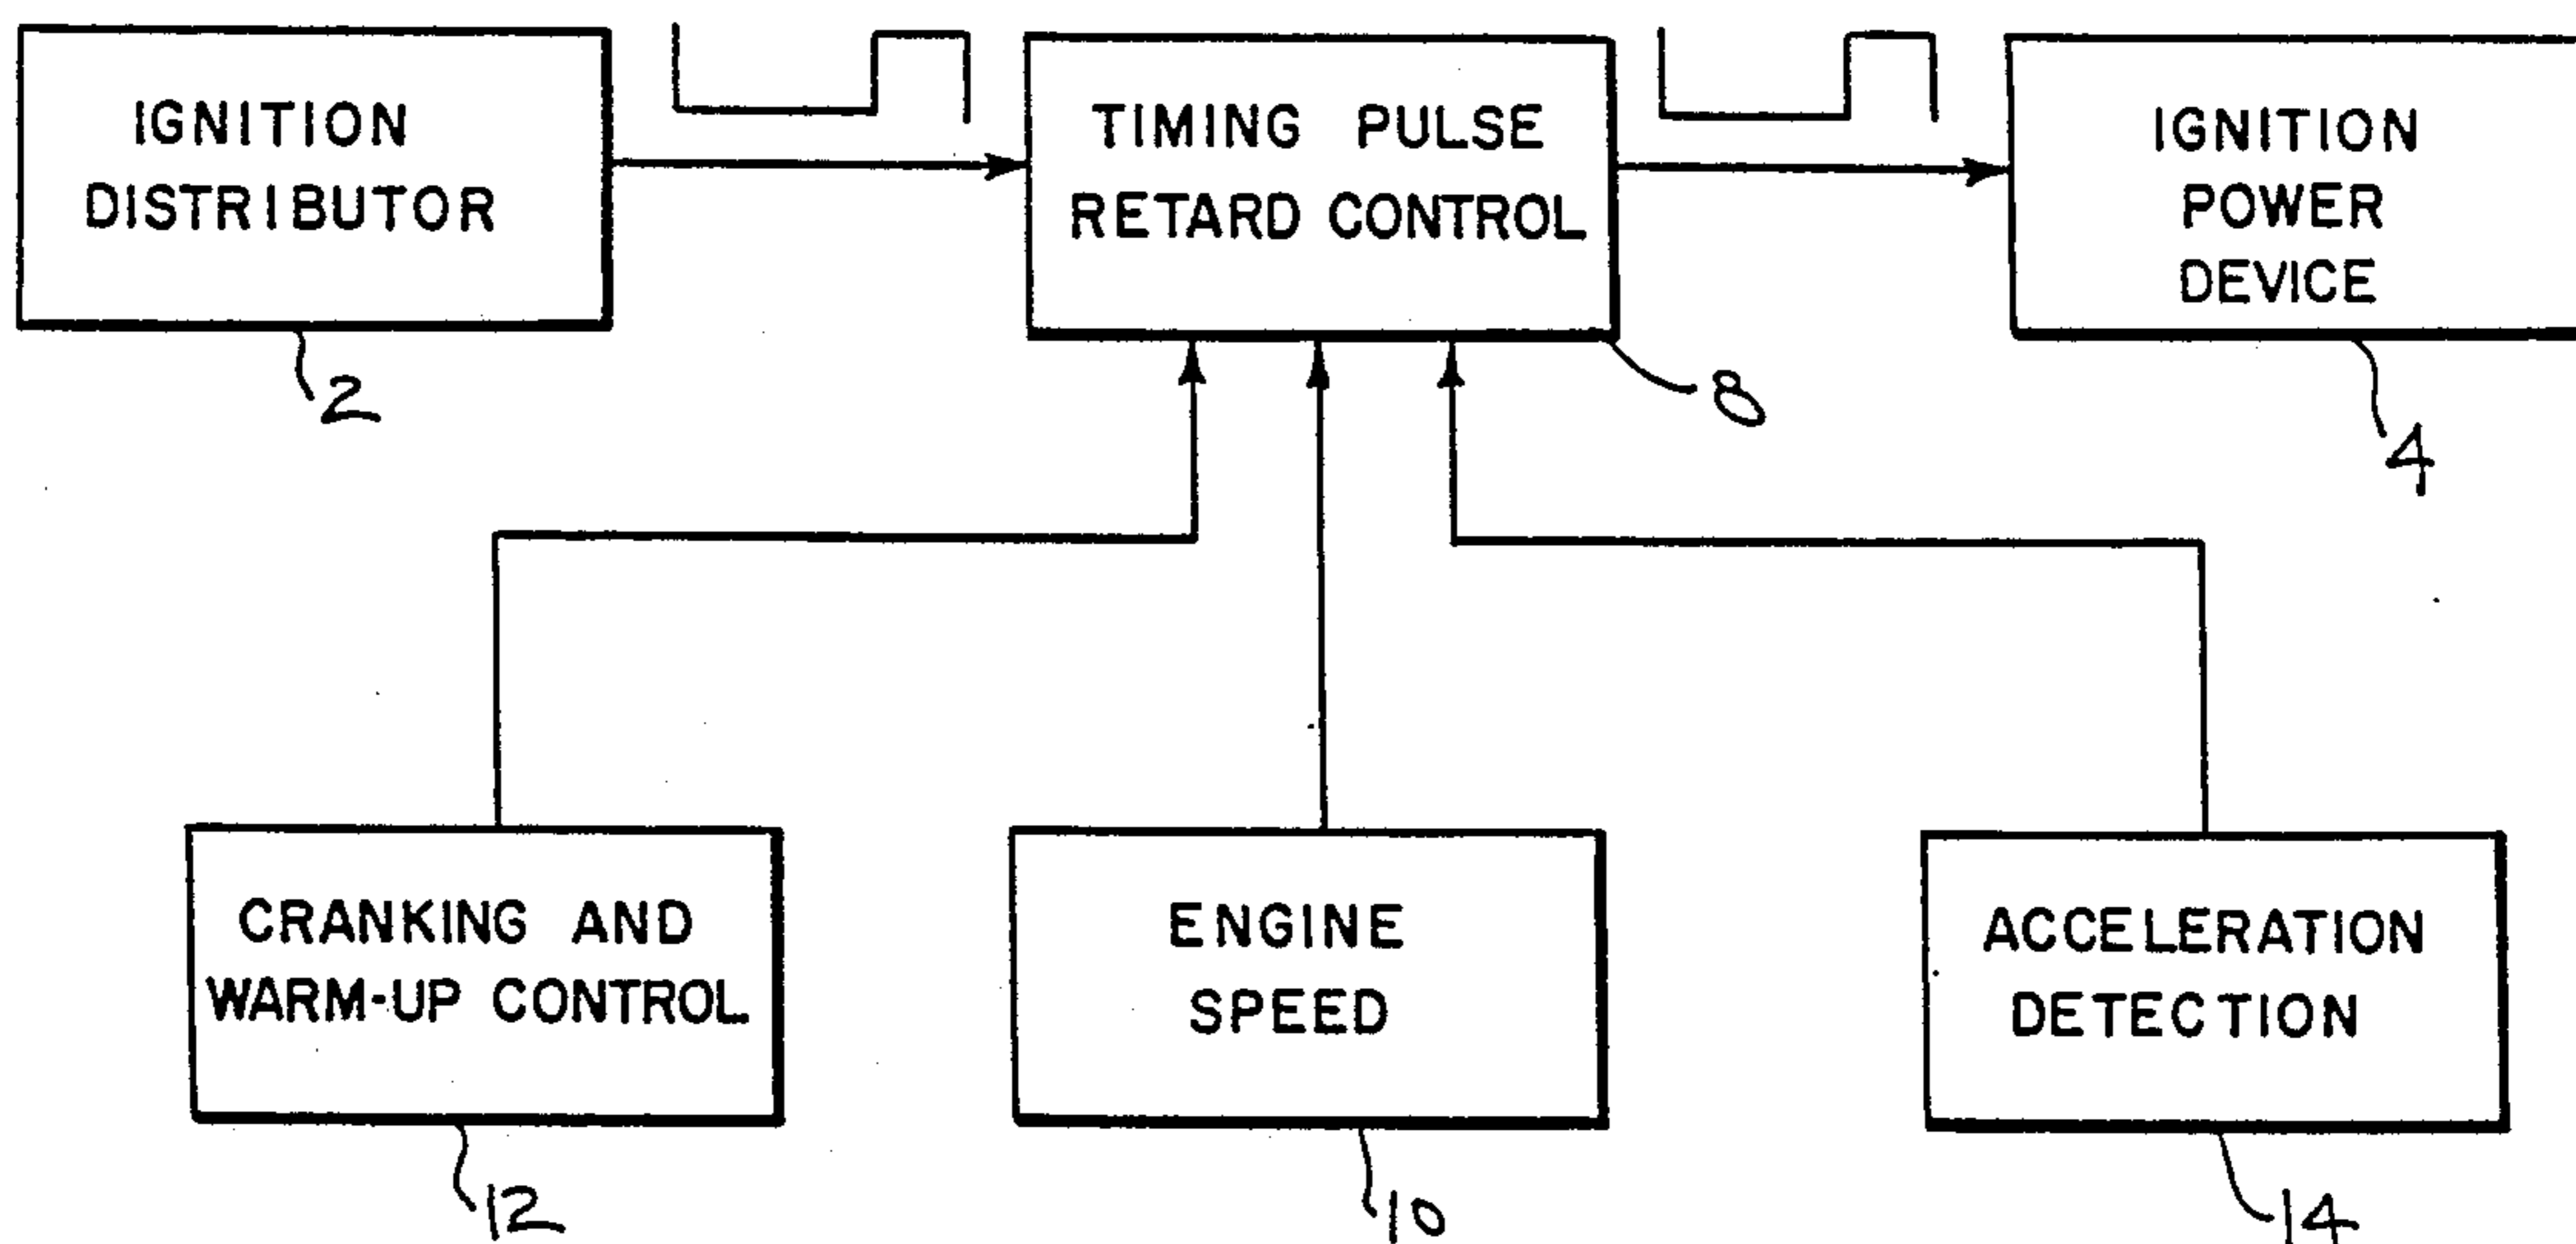 IGNITION
DISTRIBUTOR
2
TIMING PULSE
RETARD CONTROL
8
IGNITION
POWER
DEVICE
4
CRANKING AND
WARM-UP CONTROL
12
ENGINE
SPEED
10
ACCELERATION
DETECTION
14